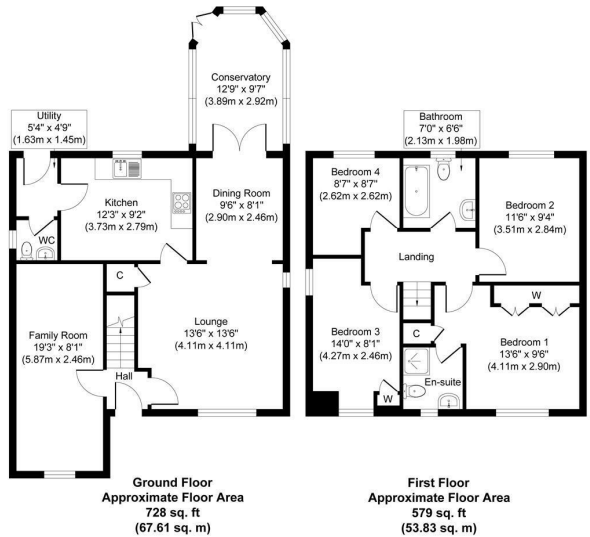 Conservatory
12'9" x 9'7"
(3.89m x 2.92m)
Utility
5'4" x 4'9"
(1.63m x 1.45m)
Kitchen
12'3" x 9'2"
(3.73m x 2.79m)
Dining Room
9'6" x 8'1"
(2.90m x 2.46m)
WC
C
Family Room
19'3" x 8'1"
(5.87m x 2.46m)
Lounge
13'6" x 13'6"
(4.11m x 4.11m)
Hall
Ground Floor
Approximate Floor Area
728 sq. ft
(67.61 sq. m)
Bathroom
7'0" x 6'6"
(2.13m x 1.98m)
Bedroom 4
8'7" x 8'7"
(2.62m x 2.62m)
Bedroom 2
11'6" x 9'4"
(3.51m x 2.84m)
Landing
W
C
Bedroom 3
14'0" x 8'1"
(4.27m x 2.46m)
Bedroom 1
13'6" x 9'6"
(4.11m x 2.90m)
En-suite
W
First Floor
Approximate Floor Area
579 sq. ft
(53.83 sq. m)